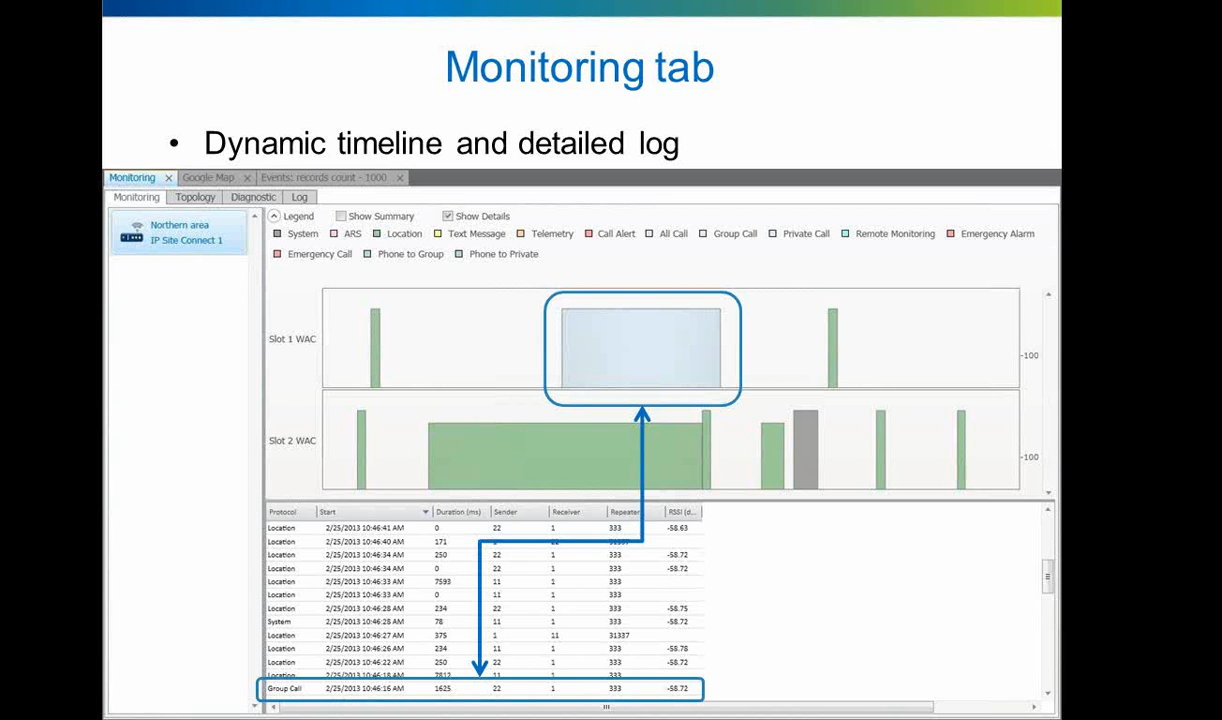 Monitoring tab
• Dynamic timeline and detailed log
Monitoring × Google Map × Events: records count - 1000 ×
Monitoring Topology Diagnostic Log
Northern area
IP Site Connect 1
Legend Show Summary Show Details
System ARS Location Text Message Telemetry Call Alert All Call Group Call Private Call Remote Monitoring Emergency Alarm
Emergency Call Phone to Group Phone to Private
Slot 1 WAC
-100
Slot 2 WAC
-100
Protocol Start Duration (ms) Sender Receiver Repeater RSSI (d...
Location 2/25/2013 10:46:41 AM 0 22 1 333 -58.63
Location 2/25/2013 10:46:40 AM 171
Location 2/25/2013 10:46:34 AM 250 22 1 333 -58.72
Location 2/25/2013 10:46:34 AM 0 22 1 333 -58.72
Location 2/25/2013 10:46:33 AM 7593 11 1 333
Location 2/25/2013 10:46:33 AM 0 11 1 333
Location 2/25/2013 10:46:28 AM 234 22 1 333 -58.75
System 2/25/2013 10:46:28 AM 78 11 1 333 -58.72
Location 2/25/2013 10:46:27 AM 375 1 11 31337
Location 2/25/2013 10:46:26 AM 234 11 1 333 -58.78
Location 2/25/2013 10:46:22 AM 250 22 1 333 -58.72
Location 2/25/2013 10:46:18 AM 7812 11 1 333
Group Call 2/25/2013 10:46:16 AM 1625 22 1 333 -58.72